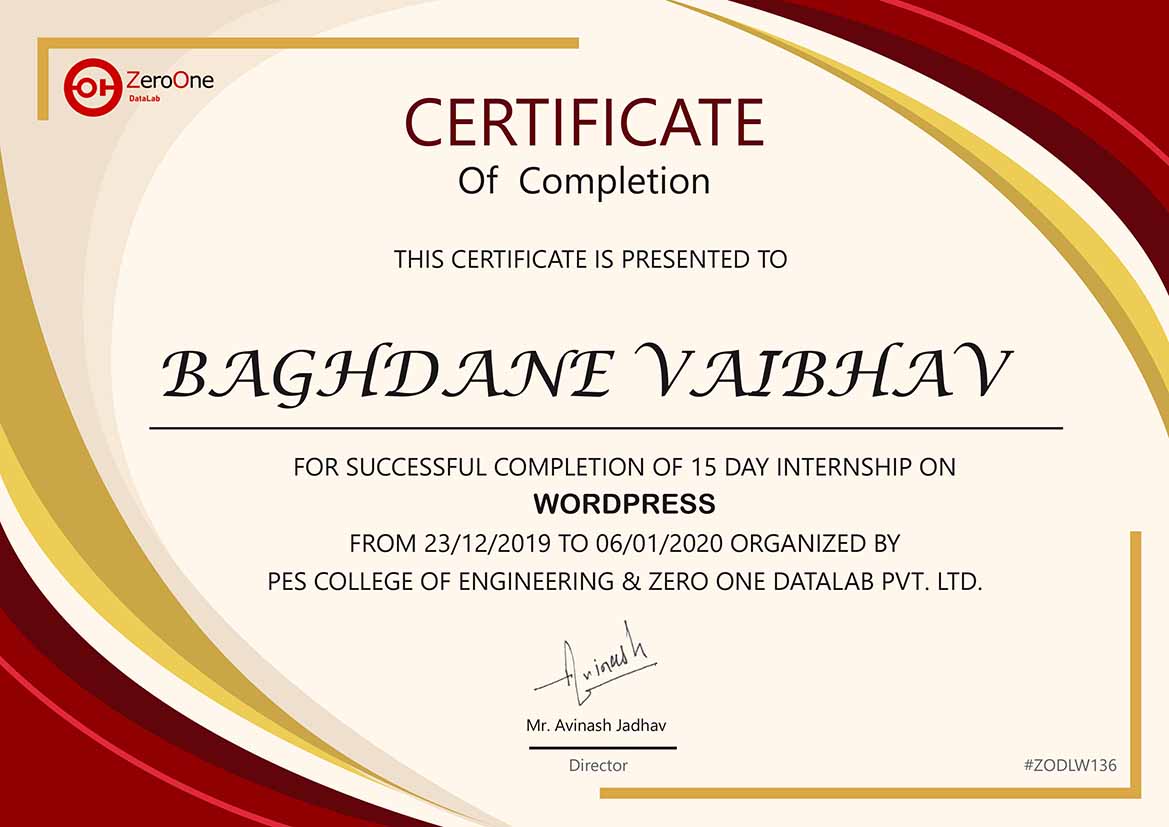 ZeroOne
DataLab
CERTIFICATE
Of Completion
THIS CERTIFICATE IS PRESENTED TO
BAGHDANE VAIBHAV
FOR SUCCESSFUL COMPLETION OF 15 DAY INTERNSHIP ON
WORDPRESS
FROM 23/12/2019 TO 06/01/2020 ORGANIZED BY
PES COLLEGE OF ENGINEERING & ZERO ONE DATALAB PVT. LTD.
Avinash
Mr. Avinash Jadhav
Director
#ZODLW136